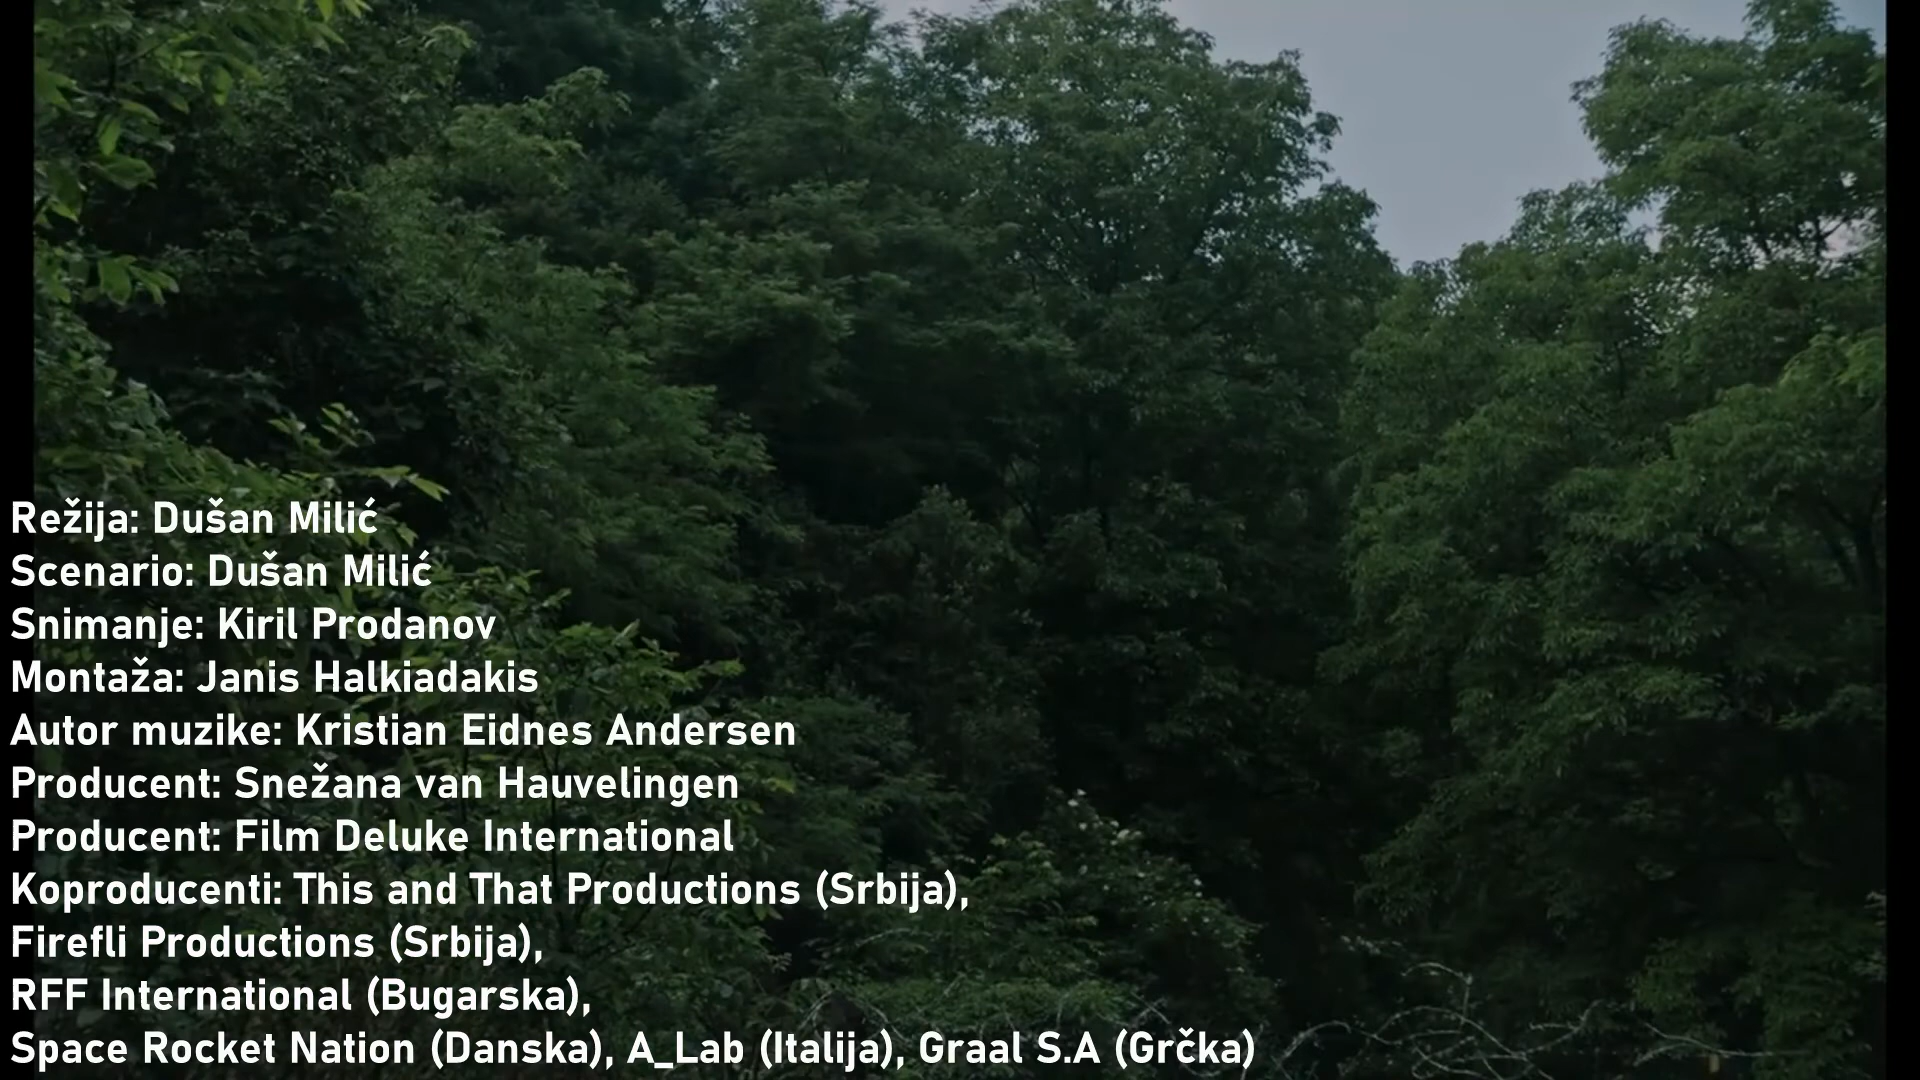 Režija: Dušan Milić
Scenario: Dušan Milić
Snimanje: Kiril Prodanov
Montaža: Janis Halkiadakis
Autor muzike: Kristian Eidnes Andersen
Producent: Snežana van Hauvelingen
Producent: Film Deluke International
Koproducenti: This and That Productions (Srbija),
Firefli Productions (Srbija),
RFF International (Bugarska),
Space Rocket Nation (Danska), A_Lab (Italija), Graal S.A (Grčka)